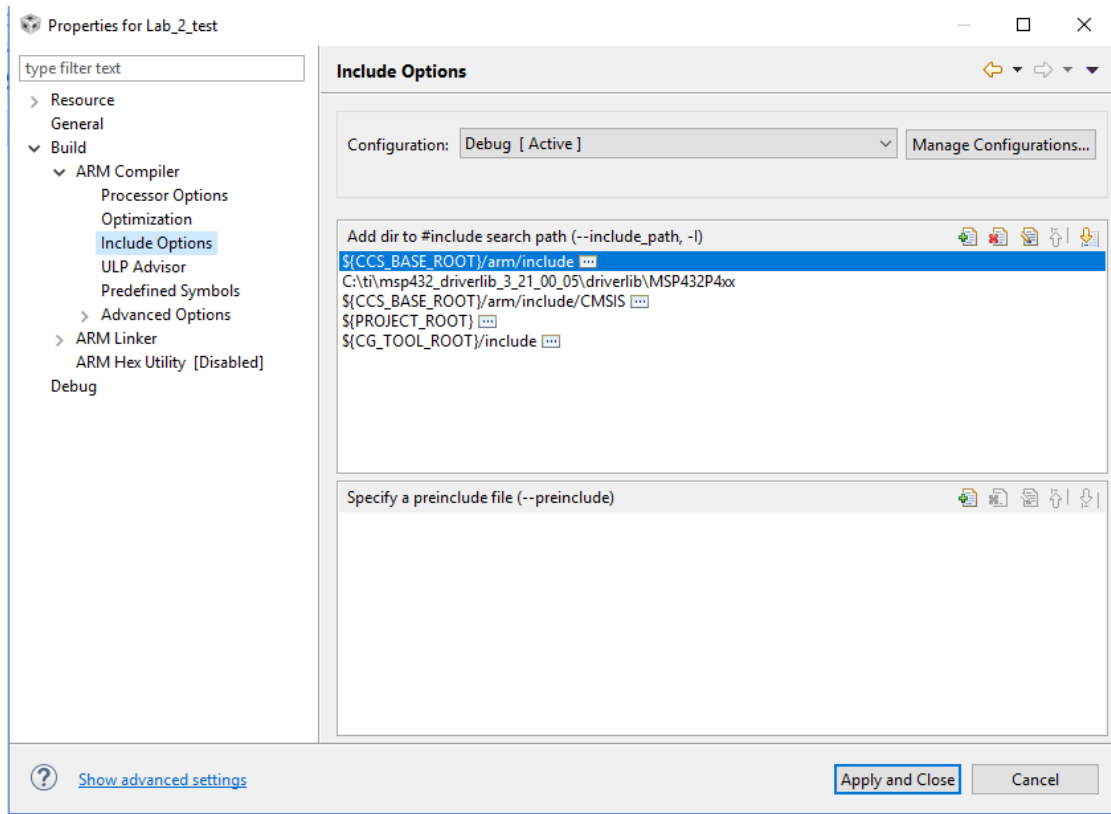 Properties for Lab_2_test
type filter text
Resource
General
Build
ARM Compiler
Processor Options
Optimization
Include Options
ULP Advisor
Predefined Symbols
Advanced Options
ARM Linker
ARM Hex Utility [Disabled]
Debug
Include Options
Configuration: Debug [ Active ]
Manage Configurations...
Add dir to #include search path (--include_path, -I)
${CCS_BASE_ROOT}/arm/include
C:\ti\msp432_driverlib_3_21_00_05\driverlib\MSP432P4xx
${CCS_BASE_ROOT}/arm/include/CMSIS
${PROJECT_ROOT}
${CG_TOOL_ROOT}/include
Specify a preinclude file (--preinclude)
? Show advanced settings
Apply and Close
Cancel